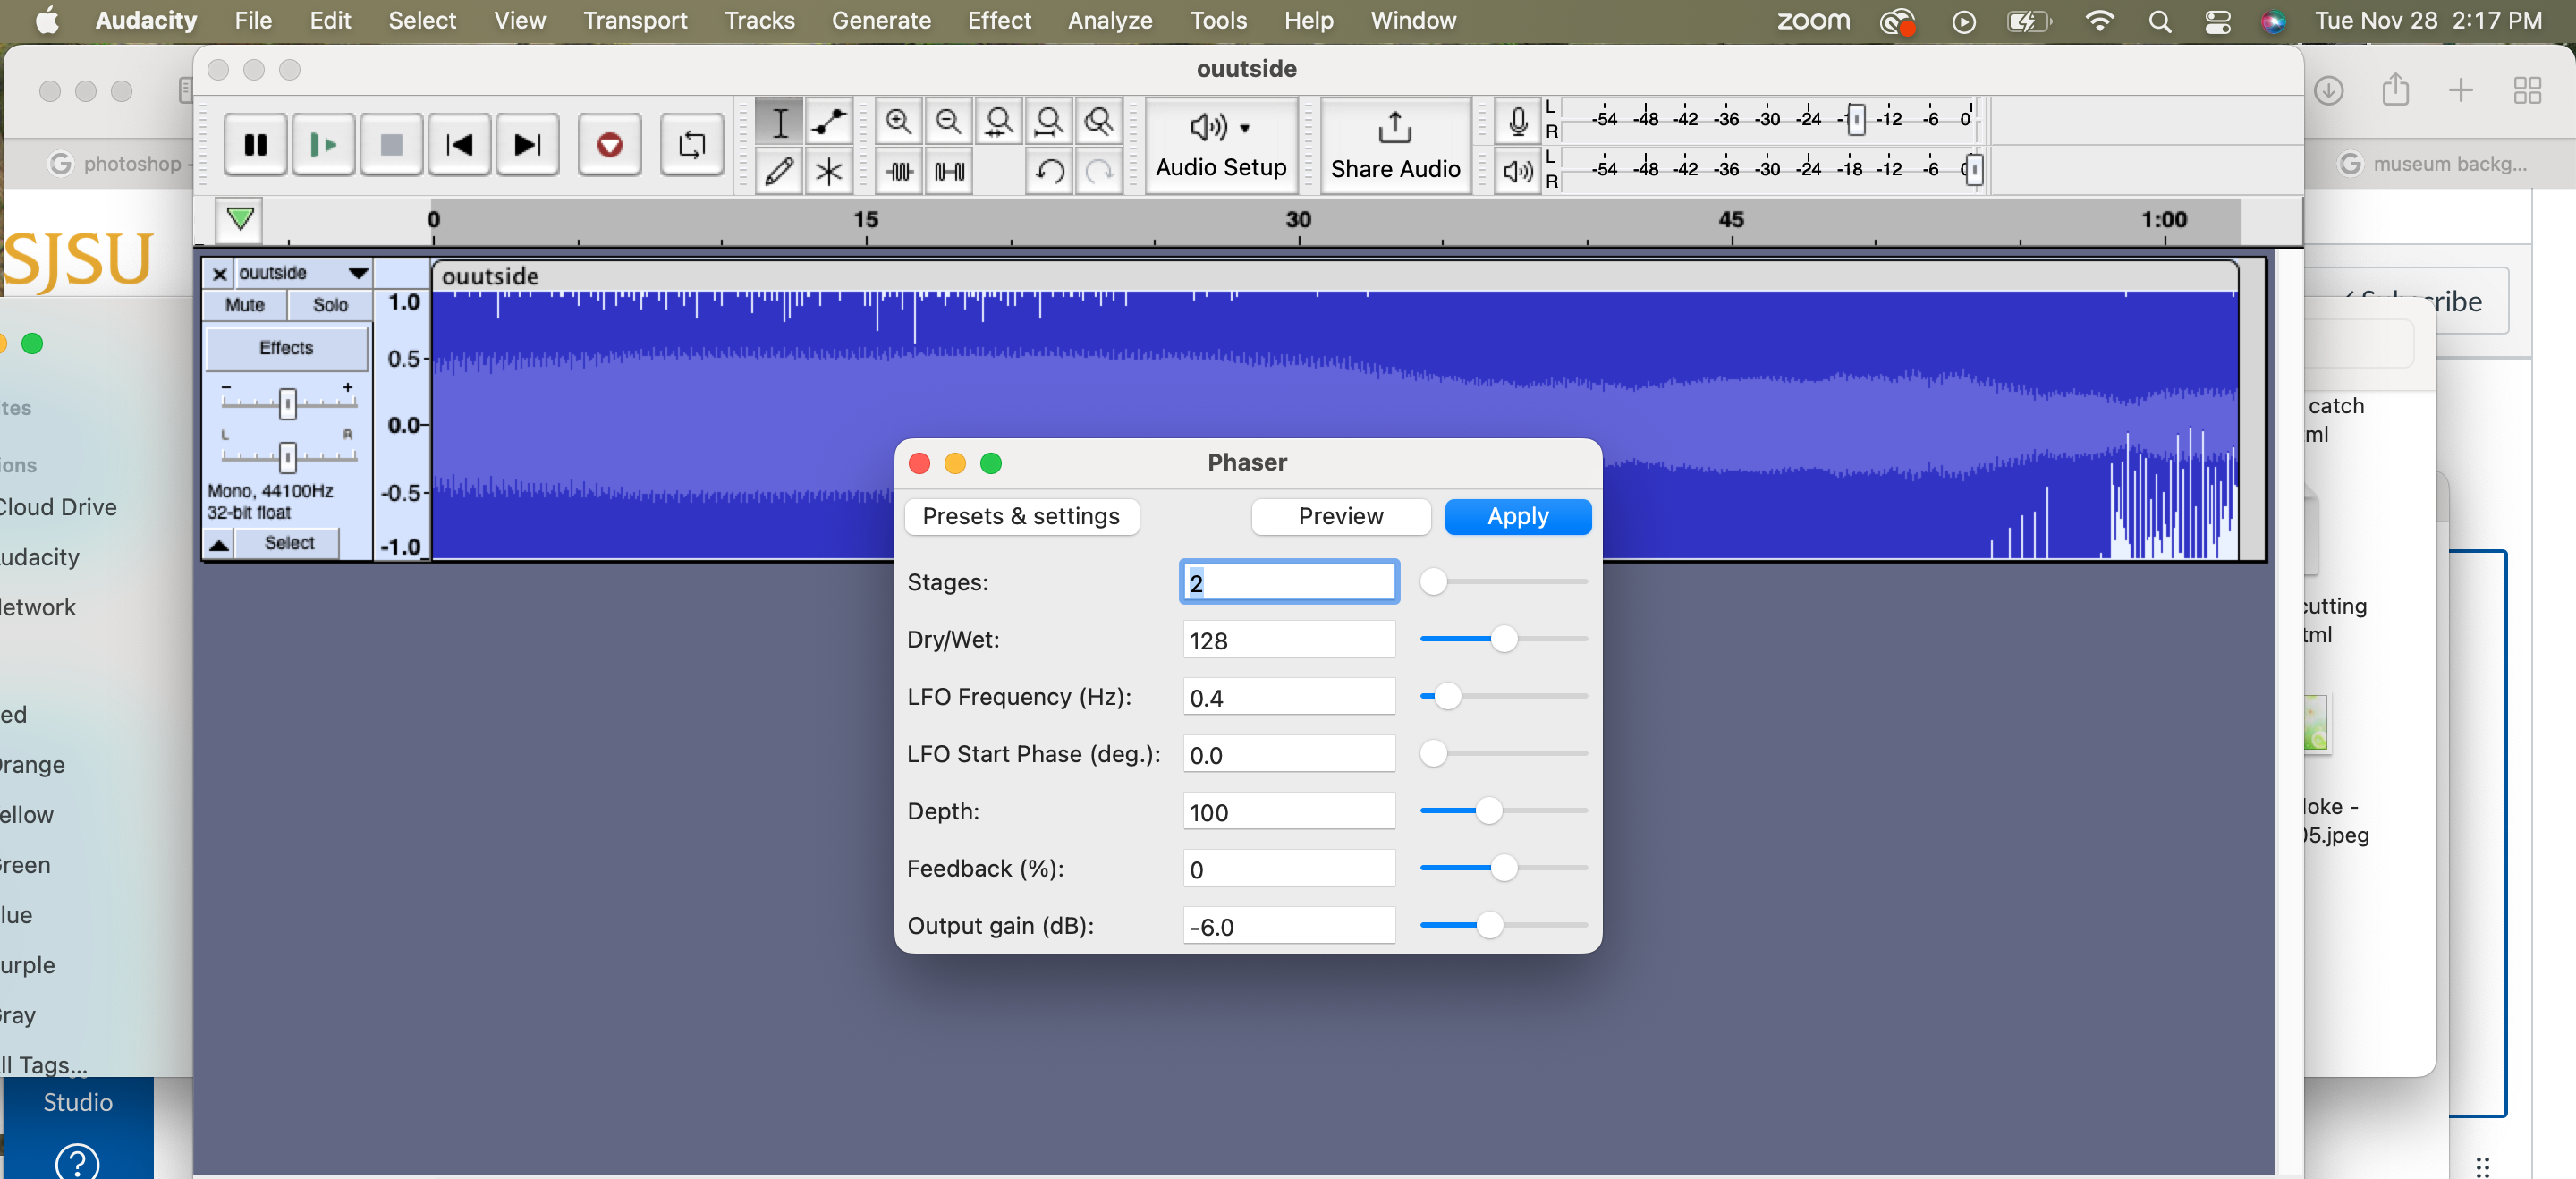 Audacity File Edit Select View Transport Tracks Generate Effect Analyze Tools Help Window zoom Tue Nov 28 2:17 PM
ouutside
photoshop -
museum backg...
L
R
-54 -48 -42 -36 -30 -24 -12 -6 0
L
R
-54 -48 -42 -36 -30 -24 -18 -12 -6
Audio Setup
Share Audio
0 15 30 45 1:00
SJSU
ouutside
Mute Solo
Effects
- +
L R
Mono, 44100Hz
32-bit float
Select
1.0
0.5
0.0
-0.5
-1.0
ouutside
Phaser
Presets & settings Preview Apply
Stages: 2
Dry/Wet: 128
LFO Frequency (Hz): 0.4
LFO Start Phase (deg.): 0.0
Depth: 100
Feedback (%): 0
Output gain (dB): -6.0
tes
ions
Cloud Drive
udacity
etwork
ed
range
ellow
reen
lue
urple
ray
ll Tags...
Studio
?
ribe
catch
ml
cutting
tml
loke -
05.jpeg